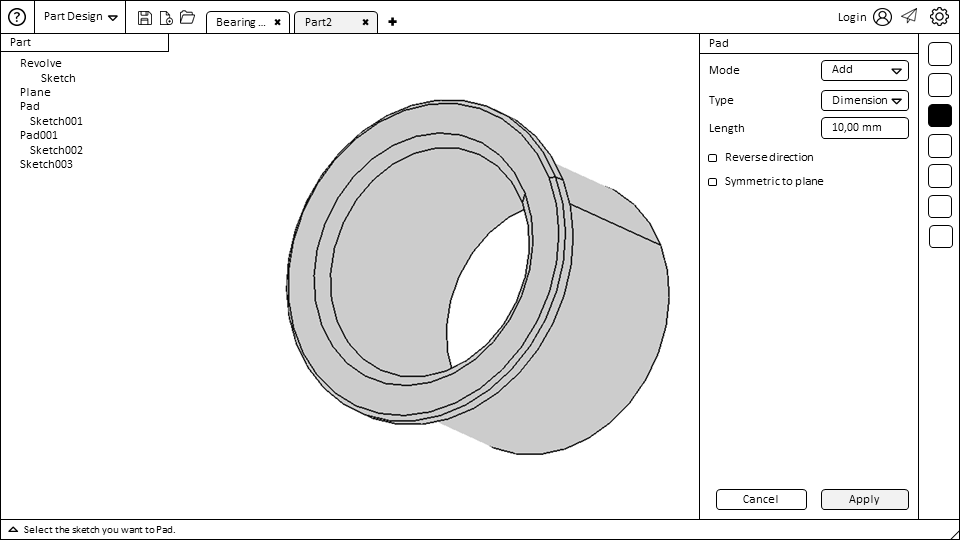 Part Design
Bearing ...
Part2
Login
Part
Revolve
Sketch
Plane
Pad
Sketch001
Pad001
Sketch002
Sketch003
Pad
Mode
Add
Type
Dimension
Length
10,00 mm
Reverse direction
Symmetric to plane
Cancel
Apply
Select the sketch you want to Pad.